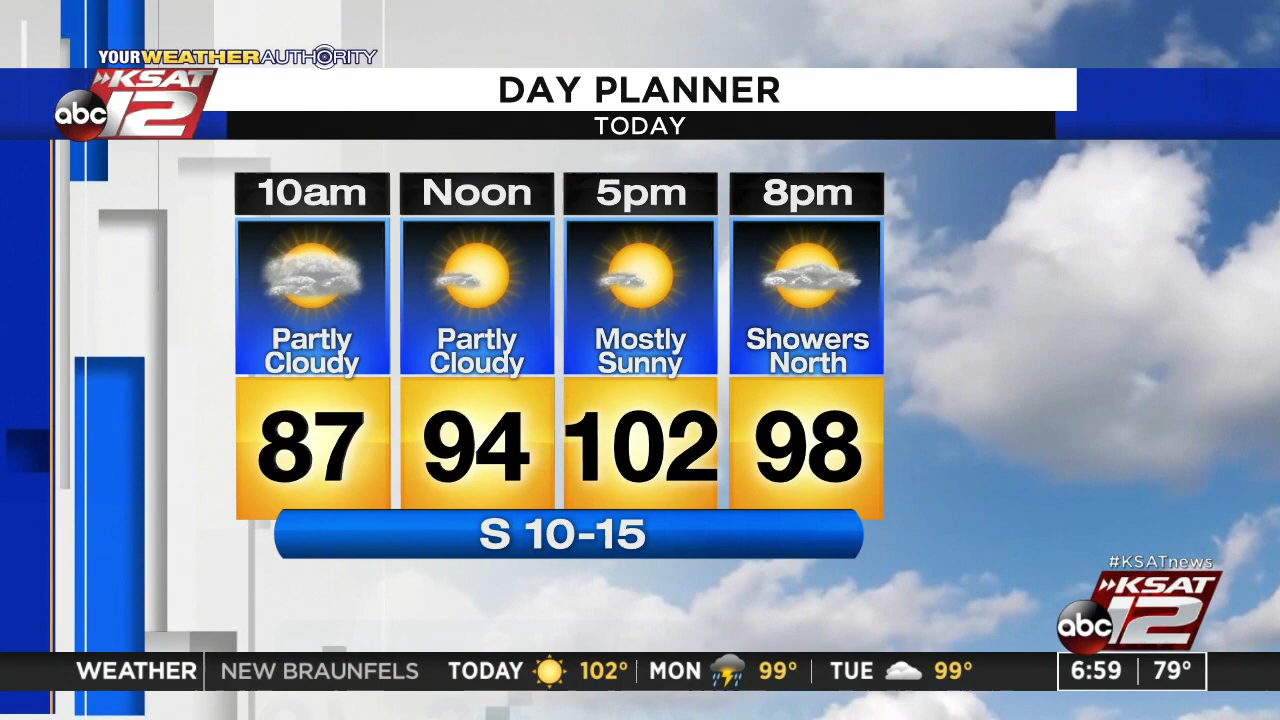 YOURWEATHERAUTHORITY
KSAT
abc 12
DAY PLANNER
TODAY
10am Noon 5pm 8pm
Partly Cloudy Partly Cloudy Mostly Sunny Showers North
87 94 102 98
S 10-15
#KSATnews
KSAT
abc 12
WEATHER NEW BRAUNFELS TODAY 102° MON 99° TUE 99° 6:59 79°